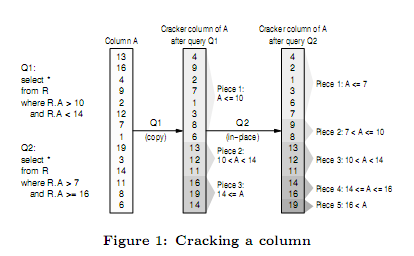 Column A
Cracker column of A
after query Q1
Cracker column of A
after query Q2
Q1:
select *
from R
where R.A > 10
and R.A < 14
Q2:
select *
from R
where R.A > 7
and R.A >= 16
13
16
4
9
2
12
7
1
19
3
14
11
8
6
Q1
(copy)
4
9
2
7
1
3
8
6
13
12
11
16
19
14
Piece 1:
A <= 10
Piece 2:
10 < A < 14
Piece 3:
14 <= A
Q2
(in-pace)
4
2
1
3
6
7
9
8
13
12
11
14
16
19
Piece 1: A <= 7
Piece 2: 7 < A <= 10
Piece 3: 10 < A < 14
Piece 4: 14 <= A <= 16
Piece 5: 16 < A
Figure 1: Cracking a column